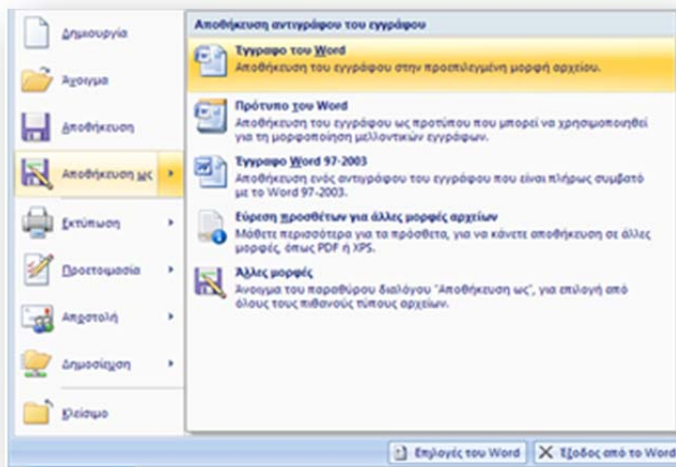 Δημιουργία
Άνοιγμα
Αποθήκευση
Αποθήκευση ως
Εκτύπωση
Προετοιμασία
Αποστολή
Δημοσίευση
Κλείσιμο
Αποθήκευση αντιγράφου του εγγράφου
Έγγραφο του Word
Αποθήκευση του εγγράφου στην προεπιλεγμένη μορφή αρχείου.
Πρότυπο του Word
Αποθήκευση του εγγράφου ως προτύπου που μπορεί να χρησιμοποιηθεί
για τη μορφοποίηση μελλοντικών εγγράφων.
Έγγραφο Word 97-2003
Αποθήκευση ενός αντιγράφου του εγγράφου που είναι πλήρως συμβατό
με το Word 97-2003.
Εύρεση προσθέτων για άλλες μορφές αρχείων
Μάθετε περισσότερα για τα πρόσθετα, για να κάνετε αποθήκευση σε άλλες
μορφές, όπως PDF ή XPS.
Άλλες μορφές
Άνοιγμα του παραθύρου διαλόγου "Αποθήκευση ως", για επιλογή από
όλους τους πιθανούς τύπους αρχείων.
Επιλογές του Word
Έξοδος από το Word